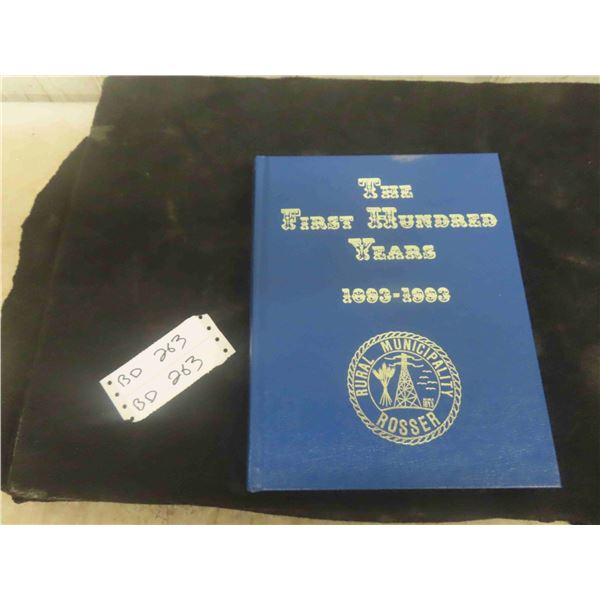 The
First Hundred
Years
1893-1993
RURAL MUNICIPALITY
ROSSER
BD 263
BD 263